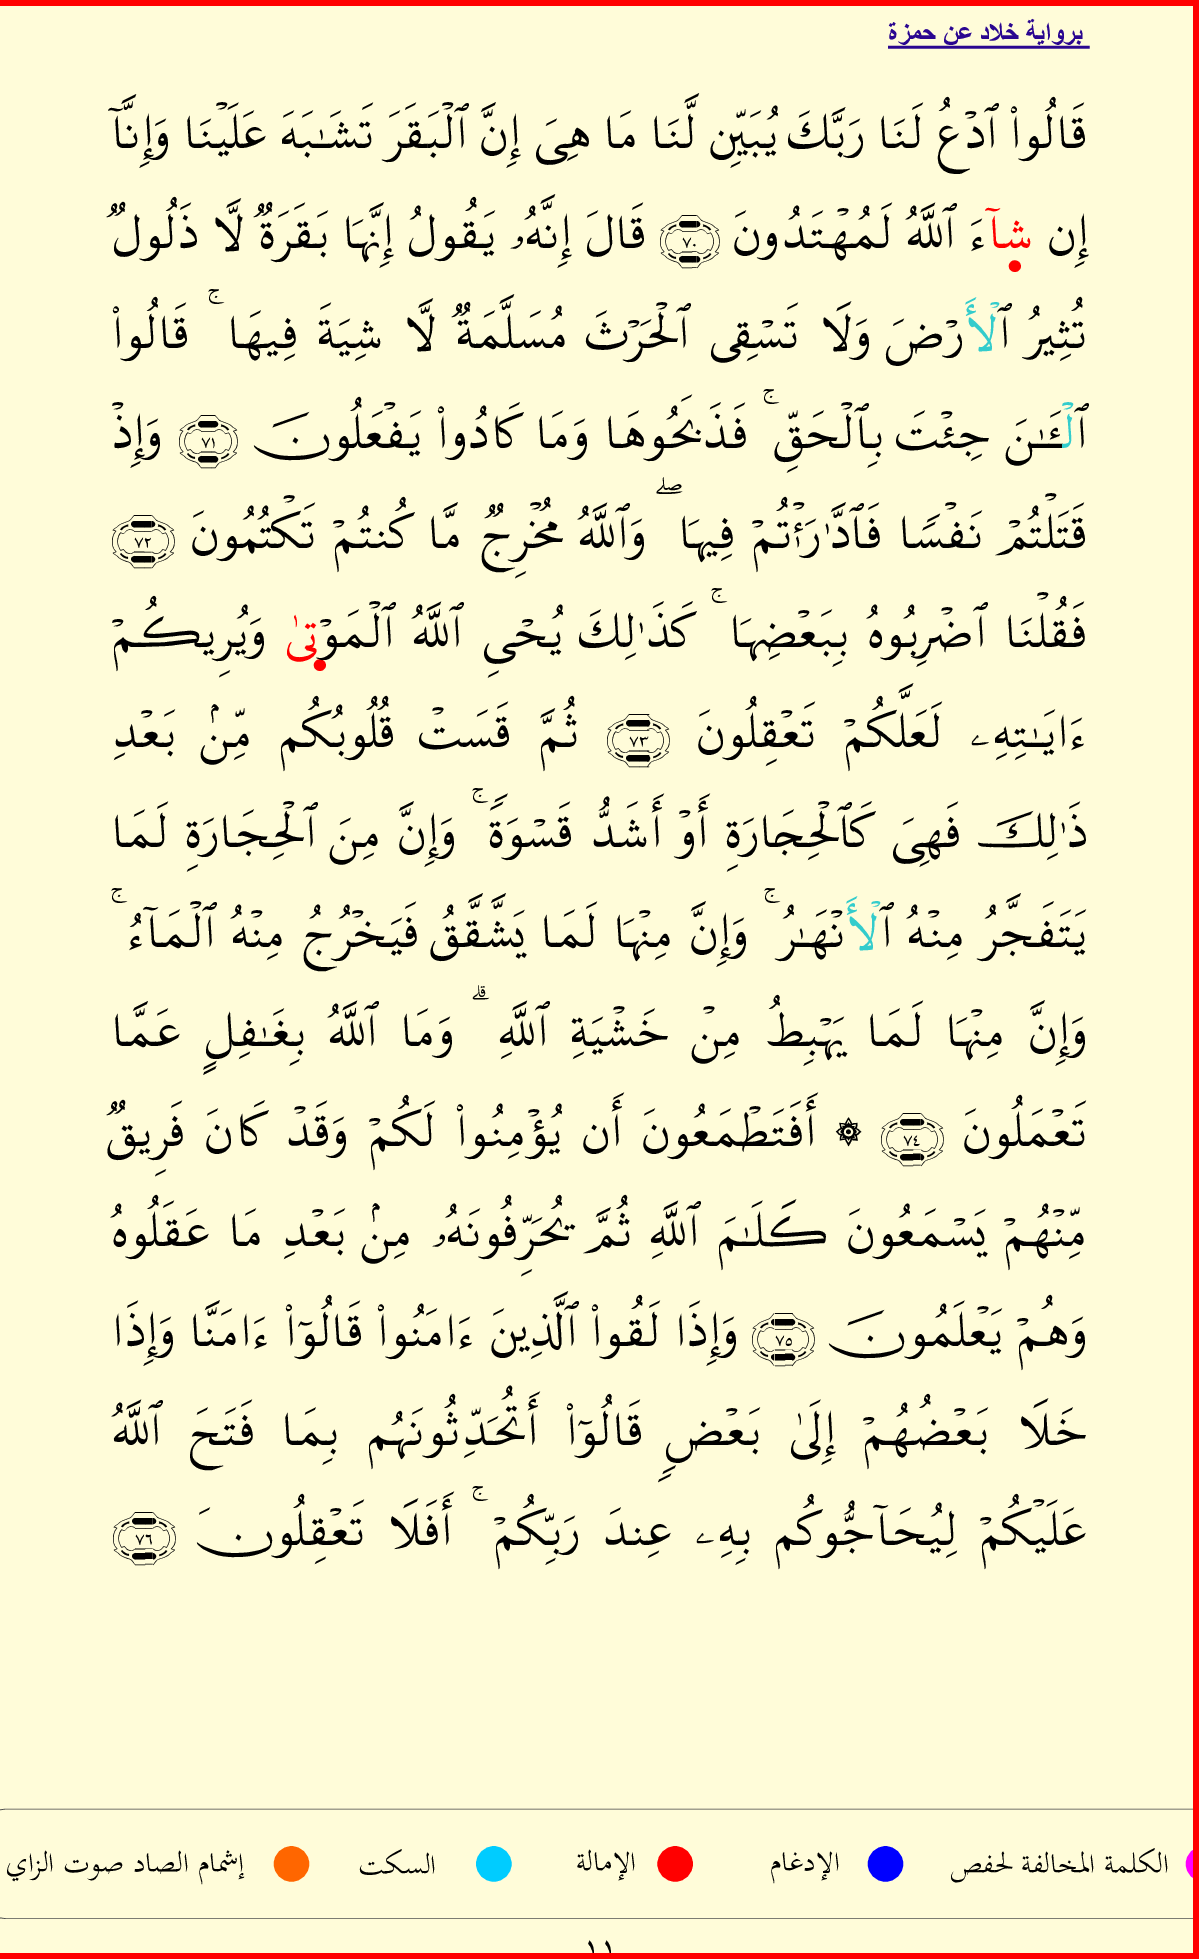 برواية خلاد عن حمزة
قَالُوا۟ ٱدۡعُ لَنَا رَبَّكَ يُبَيِّن لَّنَا مَا هِىَ إِنَّ ٱلۡبَقَرَ تَشَـٰبَهَ عَلَيۡنَا وَإِنَّآ
إِن شَآءَ ٱللَّهُ لَمُهۡتَدُونَ ٧٠ قَالَ إِنَّهُۥ يَقُولُ إِنَّهَا بَقَرَةٌ لَّا ذَلُولٌ
تُثِيرُ ٱلۡأَرۡضَ وَلَا تَسۡقِى ٱلۡحَرۡثَ مُسَلَّمَةٌ لَّا شِيَةَ فِيهَا ۚ قَالُوا۟
ٱلۡـَٔـٰنَ جِئۡتَ بِٱلۡحَقِّ ۚ فَذَبَحُوهَا وَمَا كَادُوا۟ يَفۡعَلُونَ ٧١ وَإِذۡ
قَتَلۡتُمۡ نَفۡسًا فَٱدَّٰرَٰٔۡتُمۡ فِيهَا ۖ وَٱللَّهُ مُخۡرِجٌ مَّا كُنتُمۡ تَكۡتُمُونَ ٧٢
فَقُلۡنَا ٱضۡرِبُوهُ بِبَعۡضِهَا ۚ كَذَٰلِكَ يُحۡىِ ٱللَّهُ ٱلۡمَوۡتىٰ وَيُرِيكُمۡ
ءَايَـٰتِهِۦ لَعَلَّكُمۡ تَعۡقِلُونَ ٧٣ ثُمَّ قَسَتۡ قُلُوبُكُم مِّنۢ بَعۡدِ
ذَٰلِكَ فَهِىَ كَٱلۡحِجَارَةِ أَوۡ أَشَدُّ قَسۡوَةً ۚ وَإِنَّ مِنَ ٱلۡحِجَارَةِ لَمَا
يَتَفَجَّرُ مِنۡهُ ٱلۡأَنۡهَـٰرُ ۚ وَإِنَّ مِنۡهَا لَمَا يَشَّقَّقُ فَيَخۡرُجُ مِنۡهُ ٱلۡمَآءُ ۚ
وَإِنَّ مِنۡهَا لَمَا يَهۡبِطُ مِنۡ خَشۡيَةِ ٱللَّهِ ۗ وَمَا ٱللَّهُ بِغَـٰفِلٍ عَمَّا
تَعۡمَلُونَ ٧٤ ۞ أَفَتَطۡمَعُونَ أَن يُؤۡمِنُوا۟ لَكُمۡ وَقَدۡ كَانَ فَرِيقٌ
مِّنۡهُمۡ يَسۡمَعُونَ كَلَـٰمَ ٱللَّهِ ثُمَّ يُحَرِّفُونَهُۥ مِنۢ بَعۡدِ مَا عَقَلُوهُ
وَهُمۡ يَعۡلَمُونَ ٧٥ وَإِذَا لَقُوا۟ ٱلَّذِينَ ءَامَنُوا۟ قَالُوٓا۟ ءَامَنَّا وَإِذَا
خَلَا بَعۡضُهُمۡ إِلَىٰ بَعۡضٍ قَالُوٓا۟ أَتُحَدِّثُونَهُم بِمَا فَتَحَ ٱللَّهُ
عَلَيۡكُمۡ لِيُحَآجُّوكُم بِهِۦ عِندَ رَبِّكُمۡ ۚ أَفَلَا تَعۡقِلُونَ ٧٦
الكلمة المخالفة لحفص الإدغام الإمالة السكت إشمام الصاد صوت الزاي
١١